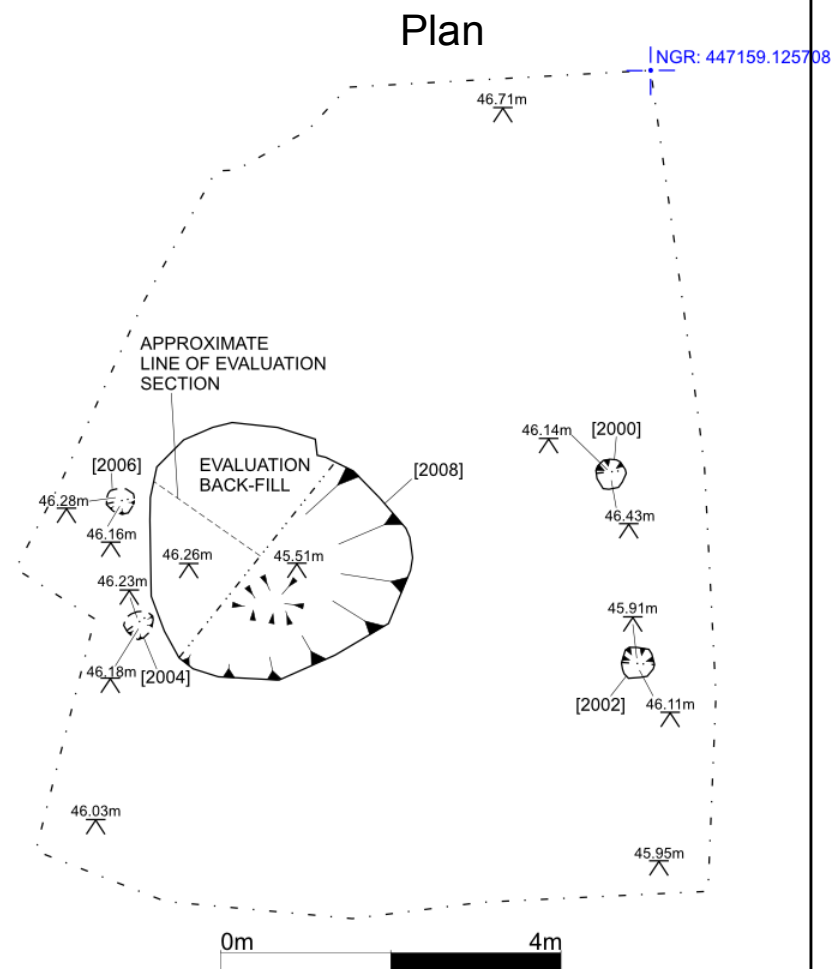 Plan
NGR: 447159.125708
46.71m
APPROXIMATE
LINE OF EVALUATION
SECTION
46.14m
[2000]
[2006]
EVALUATION
BACK-FILL
[2008]
46.28m
46.43m
46.16m
46.26m
45.51m
46.23m
45.91m
46.18m
[2004]
[2002]
46.11m
46.03m
45.95m
0m
4m